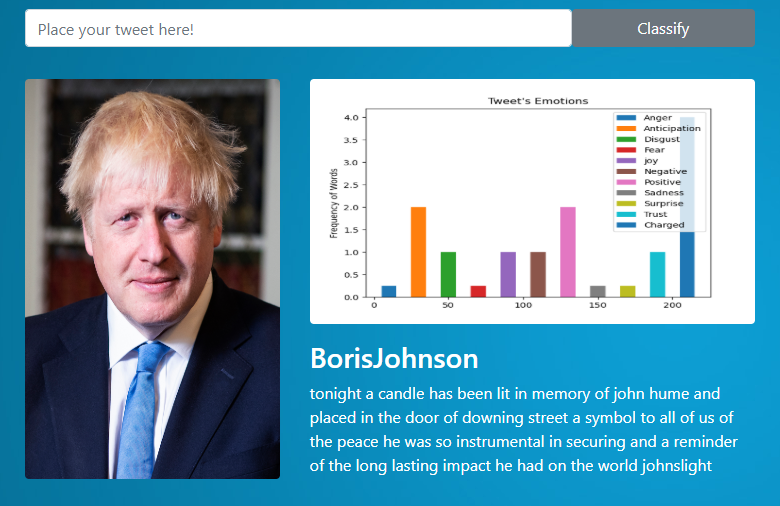 Place your tweet here!
Classify
Tweet's Emotions
Frequency of Words
4.0
3.5
3.0
2.5
2.0
1.5
1.0
0.5
0.0
0
50
100
150
200
Anger
Anticipation
Disgust
Fear
joy
Negative
Positive
Sadness
Surprise
Trust
Charged
BorisJohnson
tonight a candle has been lit in memory of john hume and
placed in the door of downing street a symbol to all of us of
the peace he was so instrumental in securing and a reminder
of the long lasting impact he had on the world johnslight